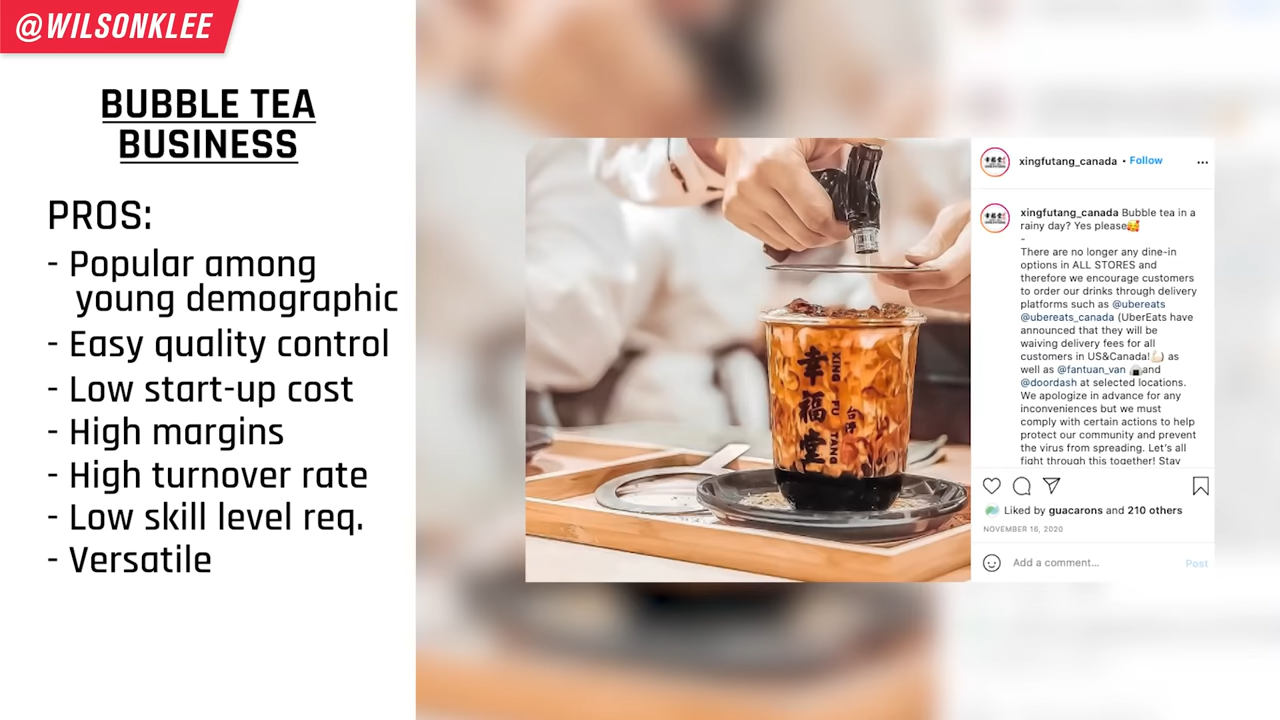 @WILSONKLEE
BUBBLE TEA
BUSINESS
PROS:
- Popular among
young demographic
- Easy quality control
- Low start-up cost
- High margins
- High turnover rate
- Low skill level req.
- Versatile
幸福堂
XING FU TANG
台灣
xingfutang_canada • Follow
xingfutang_canada Bubble tea in a
rainy day? Yes please🥰
-
There are no longer any dine-in
options in ALL STORES and
therefore we encourage customers
to order our drinks through delivery
platforms such as @ubereats
@ubereats_canada (UberEats have
announced that they will be
waiving delivery fees for all
customers in US&Canada!💪🏻) as
well as @fantuan_van 🍙and
@doordash at selected locations.
We apologize in advance for any
inconveniences but we must
comply with certain actions to help
protect our community and prevent
the virus from spreading. Let's all
fight through this together! Stay
Liked by guacarons and 210 others
NOVEMBER 16, 2020
Add a comment...
Post